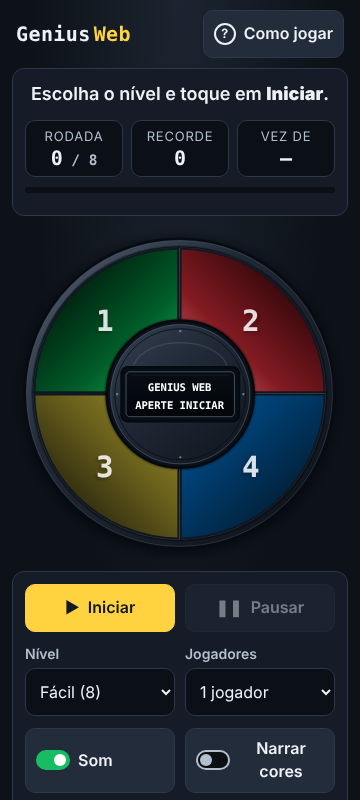 Genius Web
? Como jogar
Escolha o nível e toque em Iniciar.
RODADA RECORDE VEZ DE
0 / 8 0 —
1 2
GENIUS WEB
APERTE INICIAR
3 4
Iniciar Pausar
Nível Jogadores
Fácil (8) 1 jogador
Som Narrar
cores